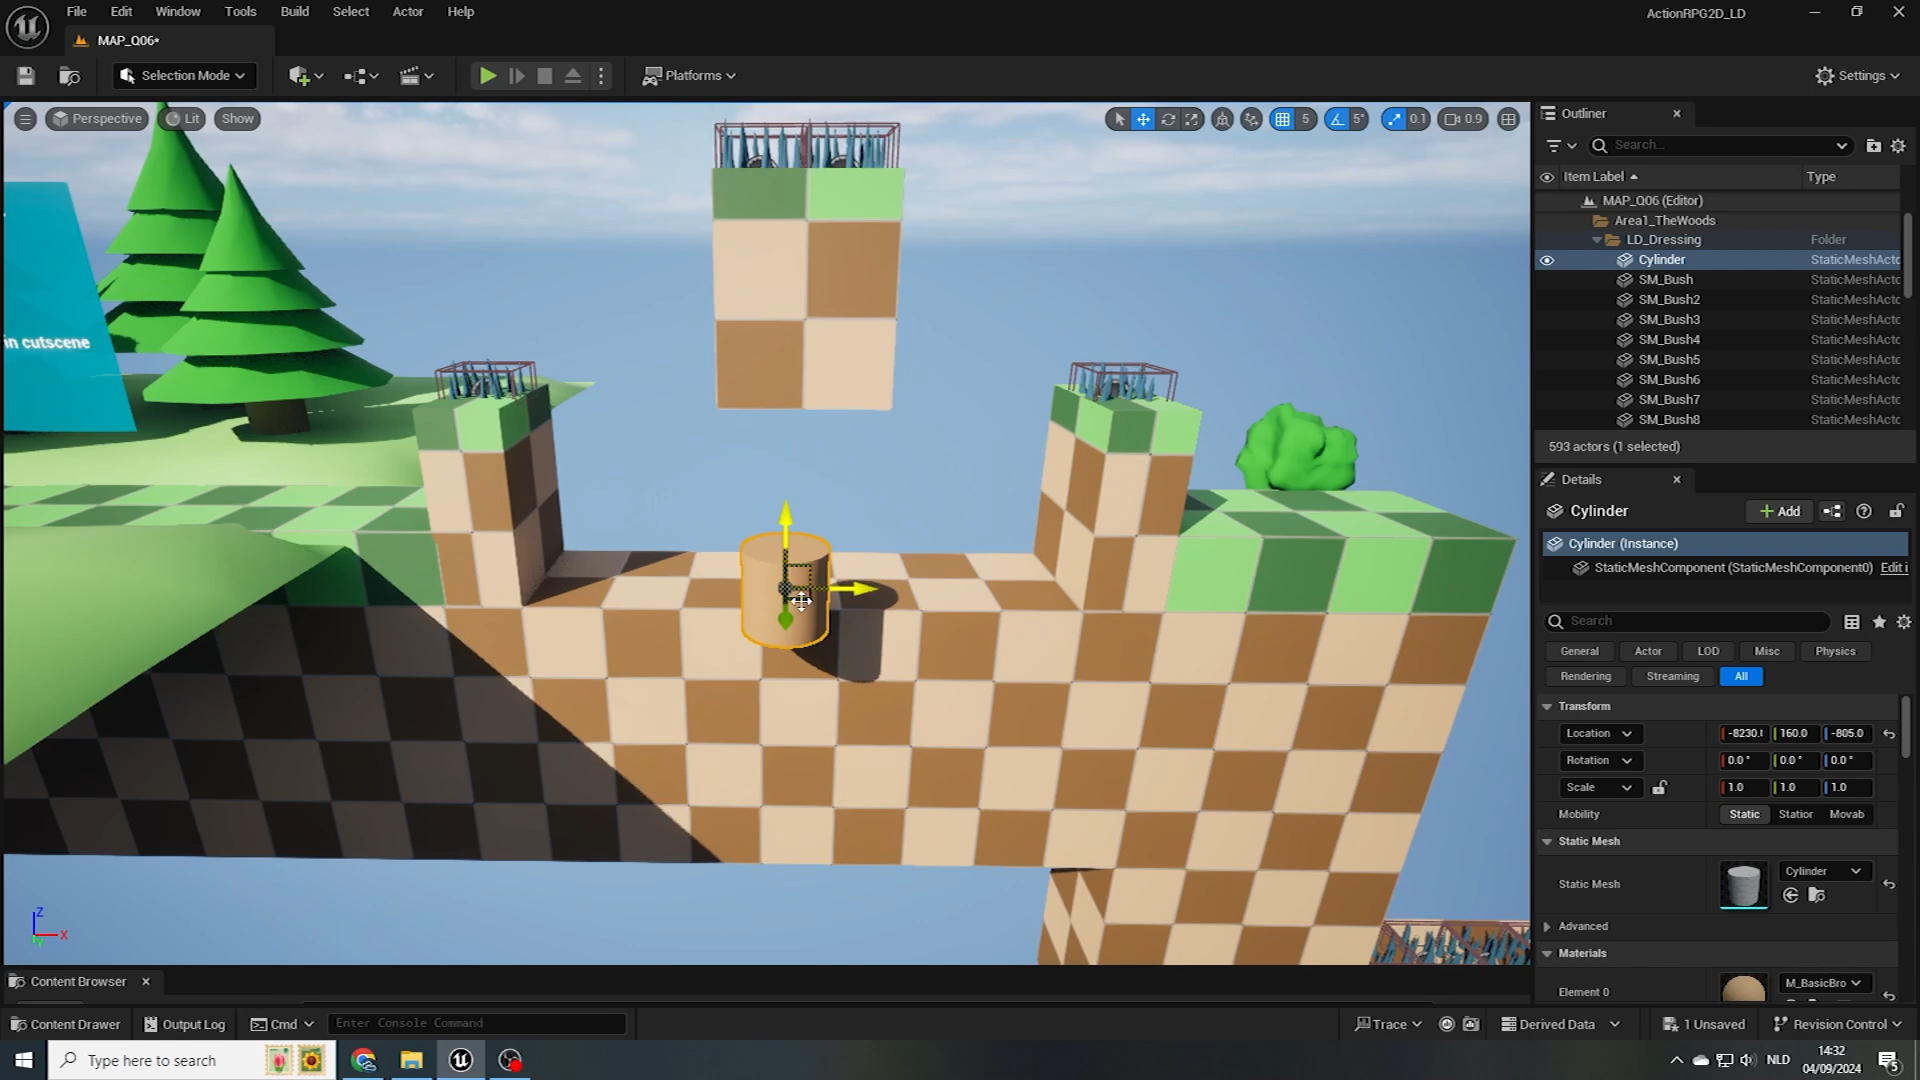 File Edit View Window Tools Build Select Actor Help
ActionRPG2D_LD
MAP_Q06*
Selection Mode
Platforms
Settings
Perspective Lit Show
5 5° 0.1 0.9
in cutscene
Outliner
Search...
Item Label Type
MAP_Q06 (Editor)
Area1_TheWoods
LD_Dressing Folder
Cylinder StaticMeshActo
SM_Bush StaticMeshActo
SM_Bush2 StaticMeshActo
SM_Bush3 StaticMeshActo
SM_Bush4 StaticMeshActo
SM_Bush5 StaticMeshActo
SM_Bush6 StaticMeshActo
SM_Bush7 StaticMeshActo
SM_Bush8 StaticMeshActo
593 actors (1 selected)
Details
Cylinder
Add
Cylinder (Instance)
StaticMeshComponent (StaticMeshComponent0) Edit i
Search
General Actor LOD Misc Physics
Rendering Streaming All
Transform
Location -8230.( 160.0 -805.0
Rotation 0.0° 0.0° 0.0°
Scale 1.0 1.0 1.0
Mobility Static Station Movab
Static Mesh
Static Mesh Cylinder
Advanced
Materials
Element 0 M_BasicBro
Z
X
Y
Content Browser
Content Drawer Output Log Cmd Enter Console Command
Trace Derived Data 1 Unsaved Revision Control
Type here to search
NLD
14:32
04/09/2024
5